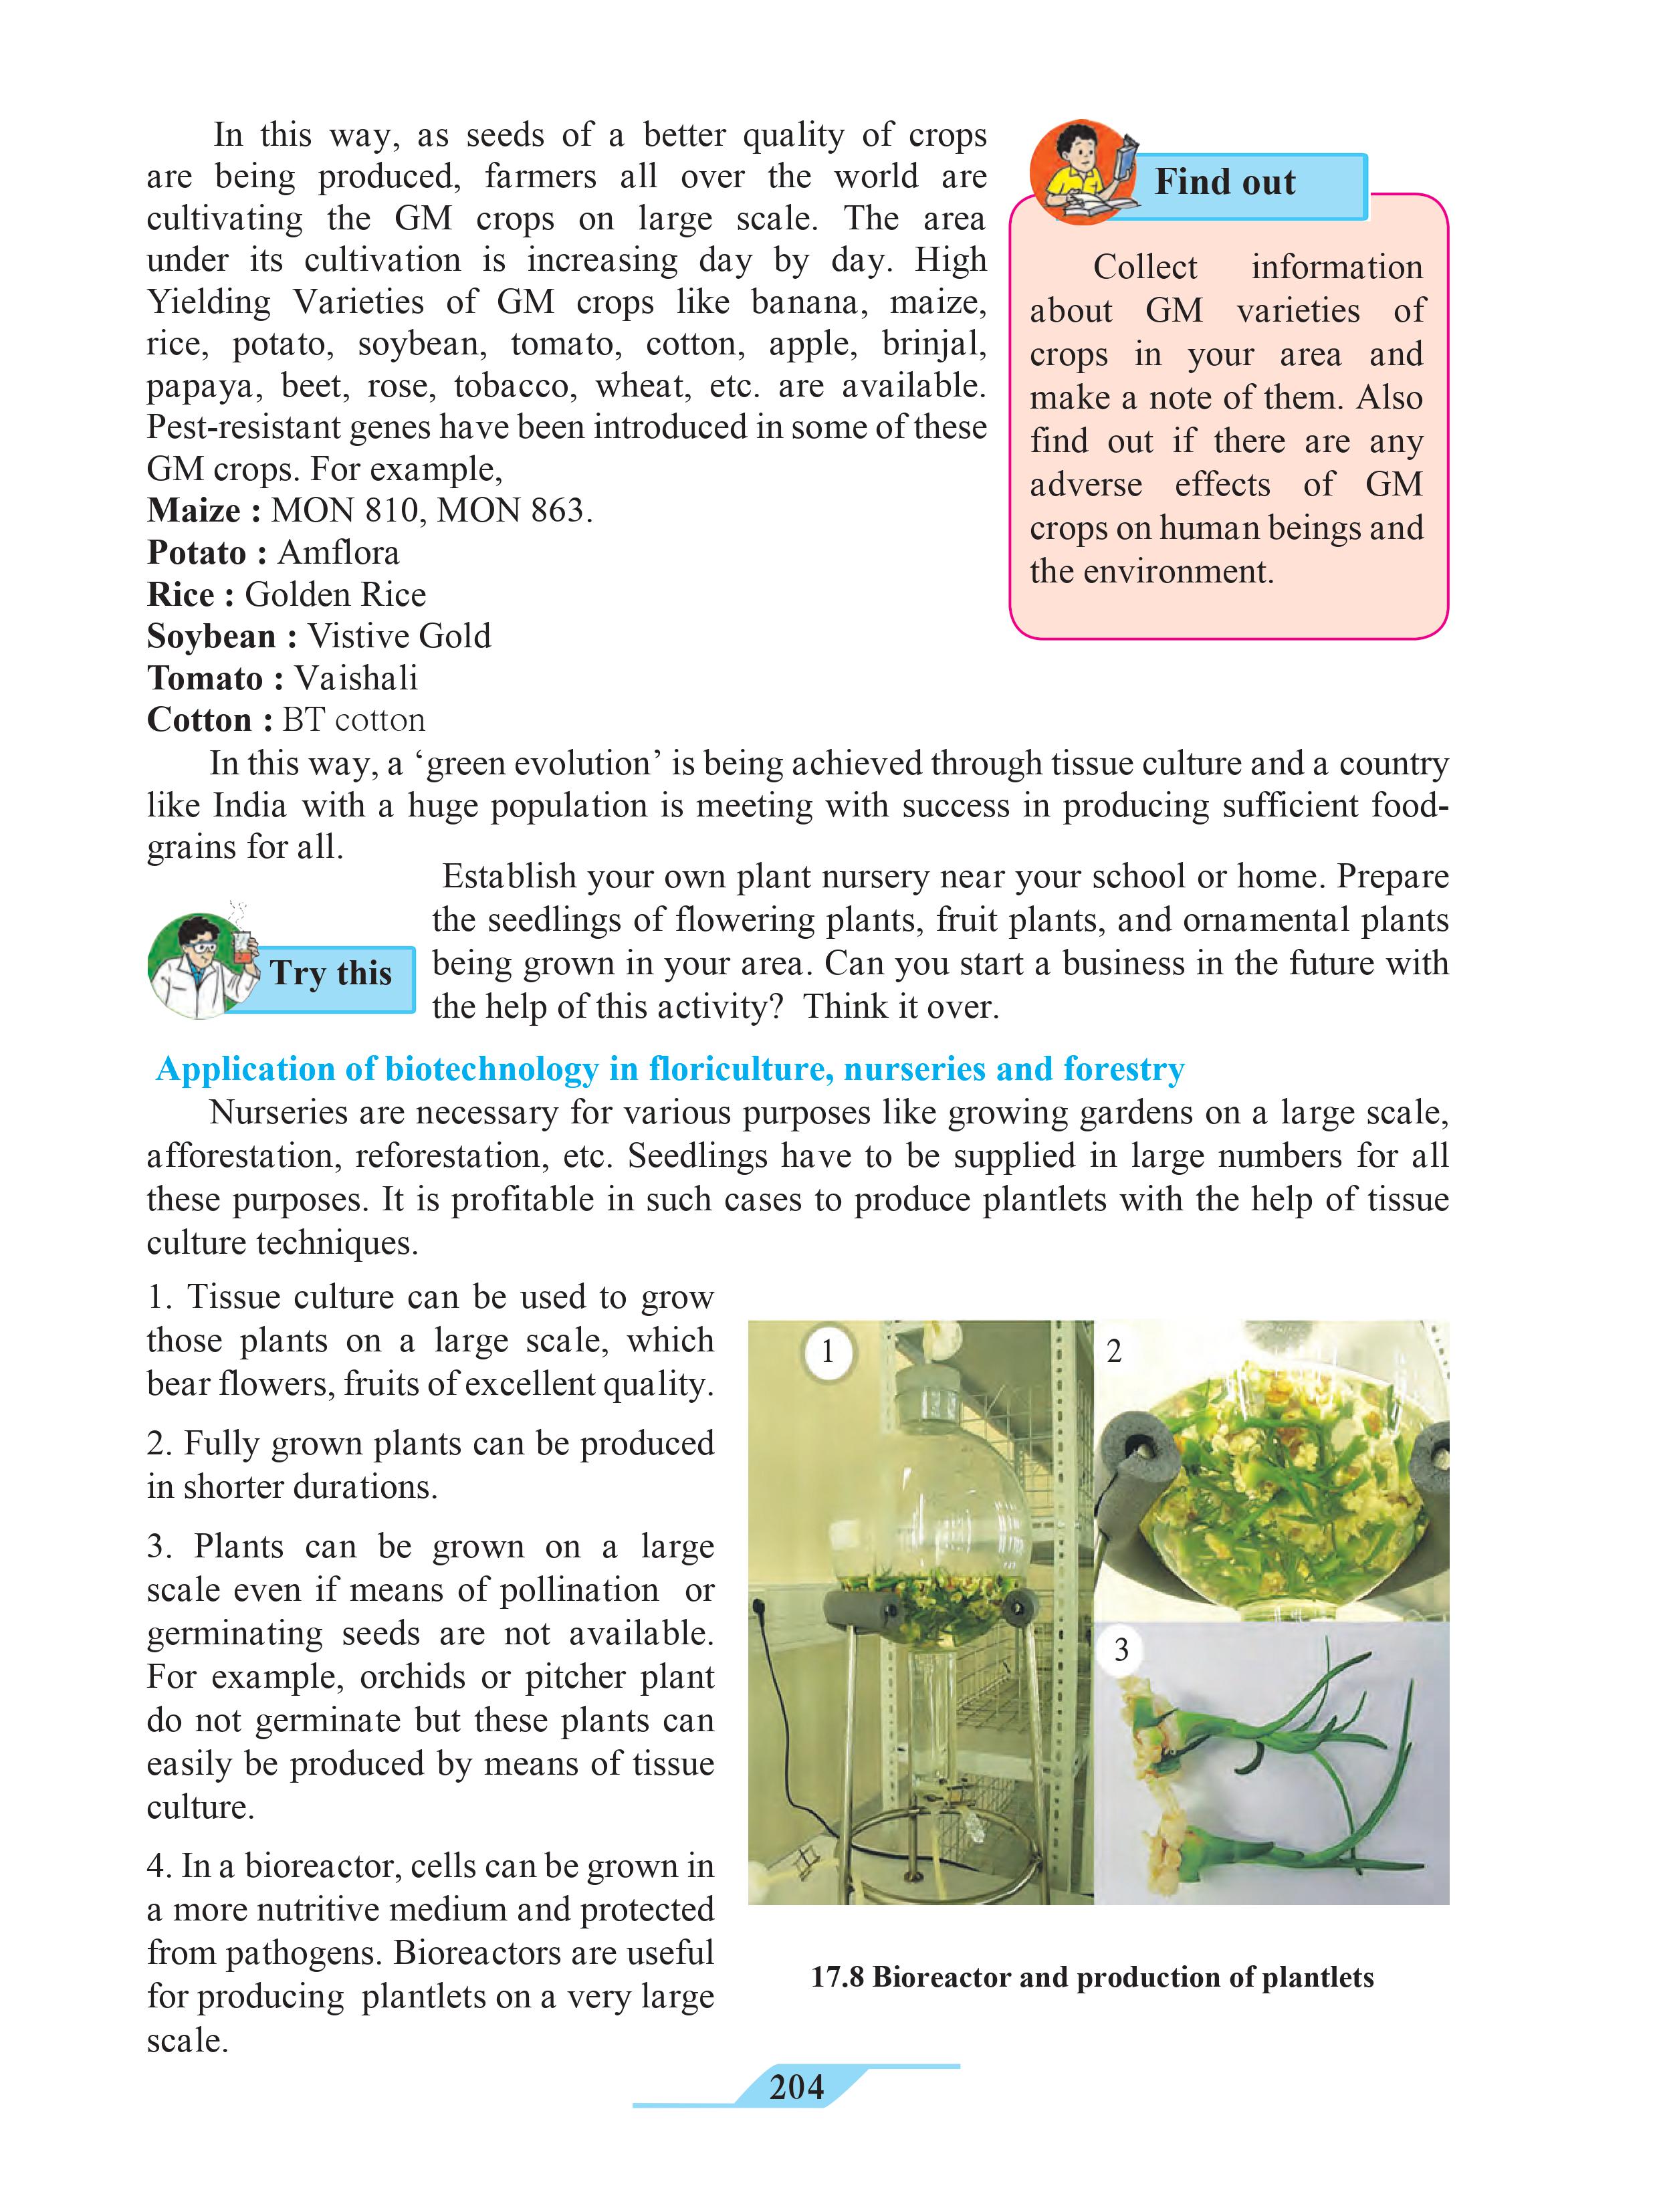 In this way, as seeds of a better quality of crops
are being produced, farmers all over the world are
cultivating the GM crops on large scale. The area
under its cultivation is increasing day by day. High
Yielding Varieties of GM crops like banana, maize,
rice, potato, soybean, tomato, cotton, apple, brinjal,
papaya, beet, rose, tobacco, wheat, etc. are available.
Pest-resistant genes have been introduced in some of these
GM crops. For example,
Maize : MON 810, MON 863.
Potato : Amflora
Rice : Golden Rice
Soybean : Vistive Gold
Tomato : Vaishali
Cotton : BT cotton
Find out
Collect information
about GM varieties of
crops in your area and
make a note of them. Also
find out if there are any
adverse effects of GM
crops on human beings and
the environment.
In this way, a ‘green evolution’ is being achieved through tissue culture and a country
like India with a huge population is meeting with success in producing sufficient food-
grains for all.
Try this
Establish your own plant nursery near your school or home. Prepare
the seedlings of flowering plants, fruit plants, and ornamental plants
being grown in your area. Can you start a business in the future with
the help of this activity? Think it over.
Application of biotechnology in floriculture, nurseries and forestry
Nurseries are necessary for various purposes like growing gardens on a large scale,
afforestation, reforestation, etc. Seedlings have to be supplied in large numbers for all
these purposes. It is profitable in such cases to produce plantlets with the help of tissue
culture techniques.
1. Tissue culture can be used to grow
those plants on a large scale, which
bear flowers, fruits of excellent quality.
2. Fully grown plants can be produced
in shorter durations.
3. Plants can be grown on a large
scale even if means of pollination or
germinating seeds are not available.
For example, orchids or pitcher plant
do not germinate but these plants can
easily be produced by means of tissue
culture.
4. In a bioreactor, cells can be grown in
a more nutritive medium and protected
from pathogens. Bioreactors are useful
for producing plantlets on a very large
scale.
1
2
3
17.8 Bioreactor and production of plantlets
204